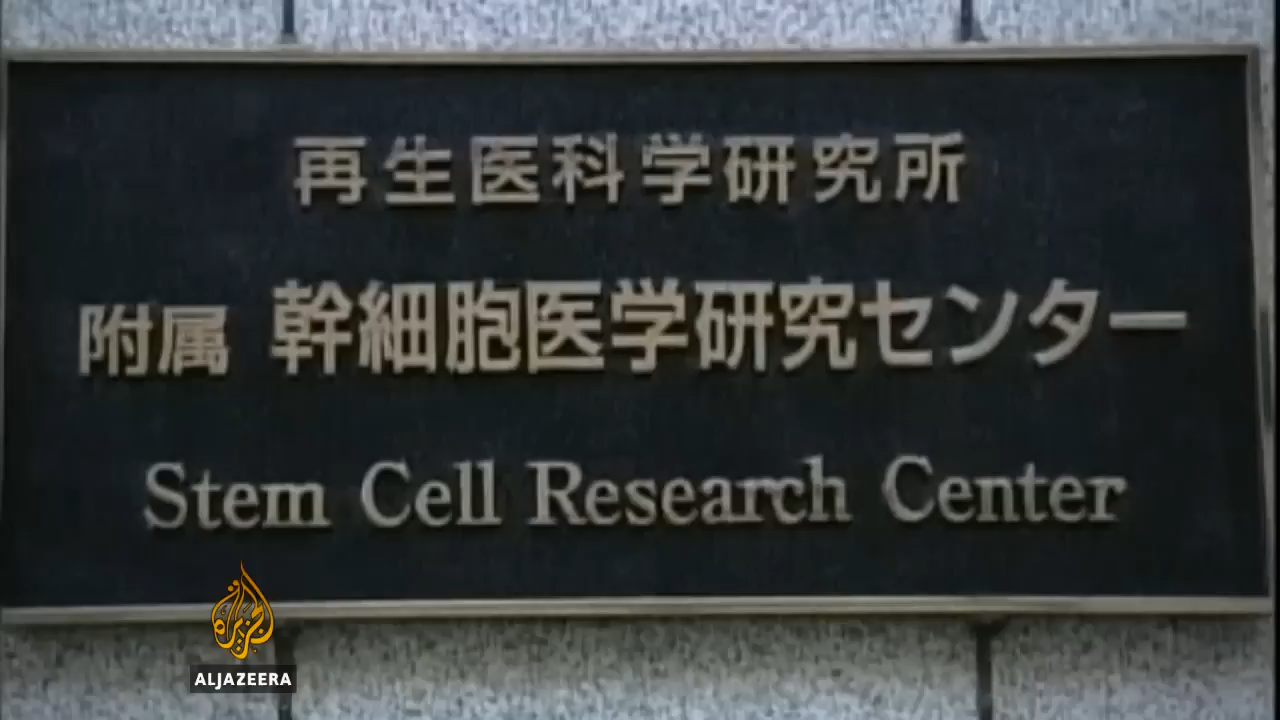 再生医科学研究所
附属 幹細胞医学研究センター
Stem Cell Research Center
الجزيرة
ALJAZEERA